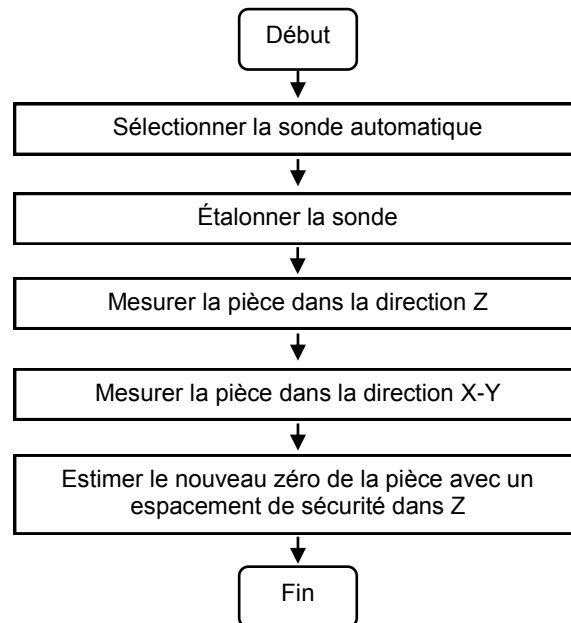 Début
Sélectionner la sonde automatique
Étalonner la sonde
Mesurer la pièce dans la direction Z
Mesurer la pièce dans la direction X-Y
Estimer le nouveau zéro de la pièce avec un
espacement de sécurité dans Z
Fin